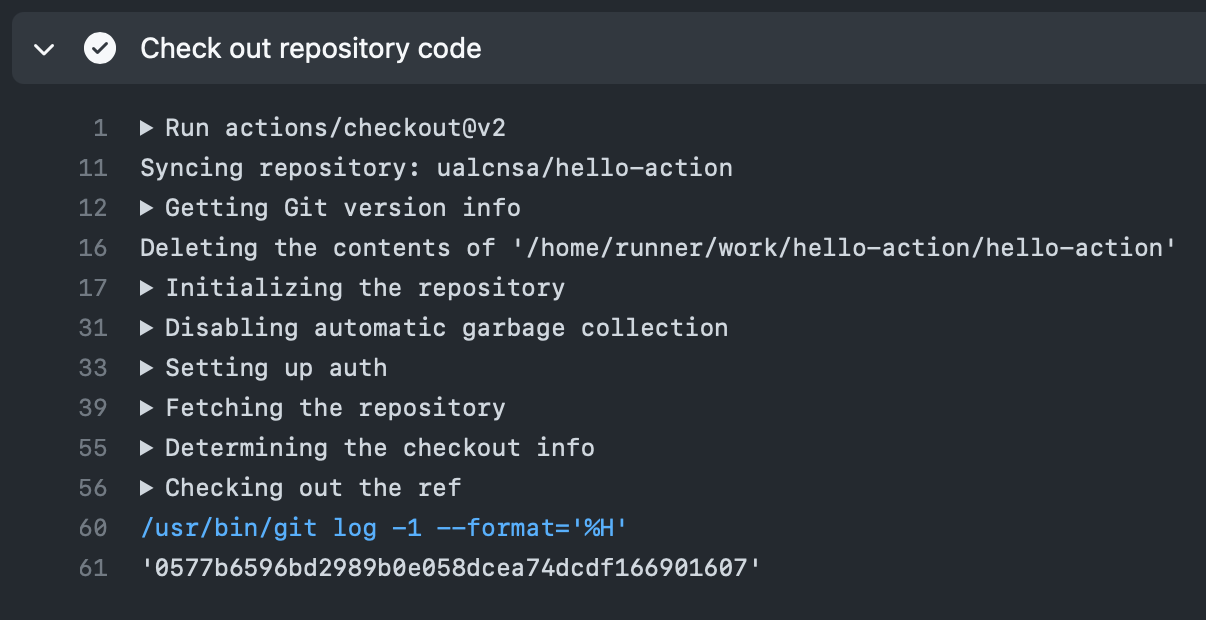 Check out repository code
1 ▶ Run actions/checkout@v2
11 Syncing repository: ualcnsa/hello-action
12 ▶ Getting Git version info
16 Deleting the contents of '/home/runner/work/hello-action/hello-action'
17 ▶ Initializing the repository
31 ▶ Disabling automatic garbage collection
33 ▶ Setting up auth
39 ▶ Fetching the repository
55 ▶ Determining the checkout info
56 ▶ Checking out the ref
60 /usr/bin/git log -1 --format='%H'
61 '0577b6596bd2989b0e058dcea74dcdf166901607'